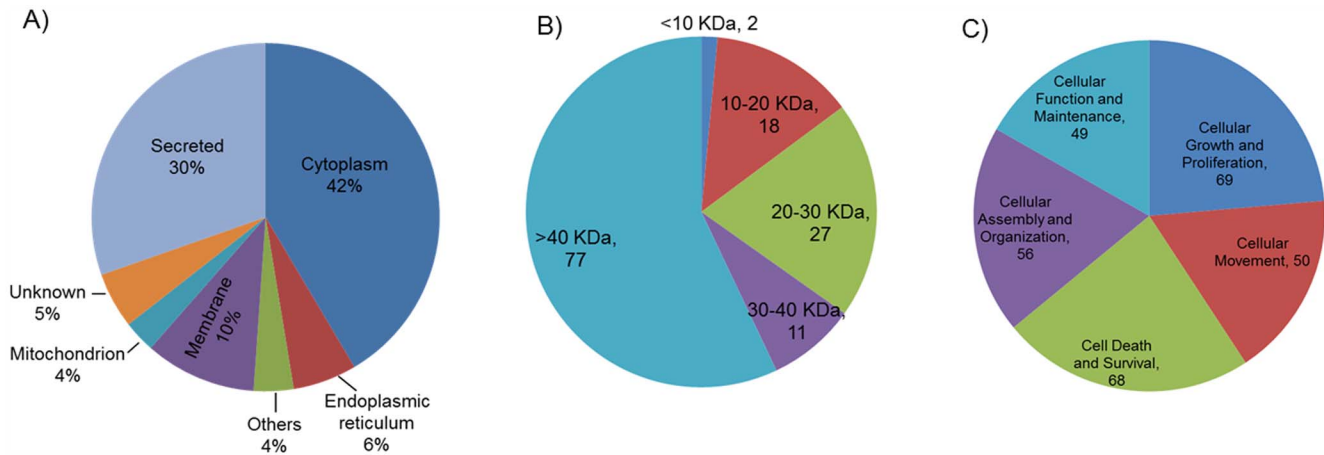 A)
Secreted
30%
Cytoplasm
42%
Unknown
5%
Mitochondrion
4%
Membrane
10%
Others
4%
Endoplasmic
reticulum
6%
B)
<10 KDa, 2
10-20 KDa,
18
20-30 KDa,
27
30-40 KDa,
11
>40 KDa,
77
C)
Cellular
Function and
Maintenance,
49
Cellular
Growth and
Proliferation,
69
Cellular
Assembly and
Organization,
56
Cellular
Movement, 50
Cell Death
and Survival,
68